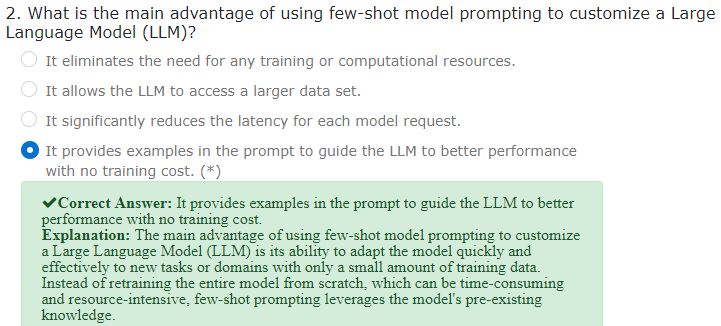 2. What is the main advantage of using few-shot model prompting to customize a Large
Language Model (LLM)?
It eliminates the need for any training or computational resources.
It allows the LLM to access a larger data set.
It significantly reduces the latency for each model request.
It provides examples in the prompt to guide the LLM to better performance
with no training cost. (*)
✔Correct Answer: It provides examples in the prompt to guide the LLM to better
performance with no training cost.
Explanation: The main advantage of using few-shot model prompting to customize
a Large Language Model (LLM) is its ability to adapt the model quickly and
effectively to new tasks or domains with only a small amount of training data.
Instead of retraining the entire model from scratch, which can be time-consuming
and resource-intensive, few-shot prompting leverages the model's pre-existing
knowledge.